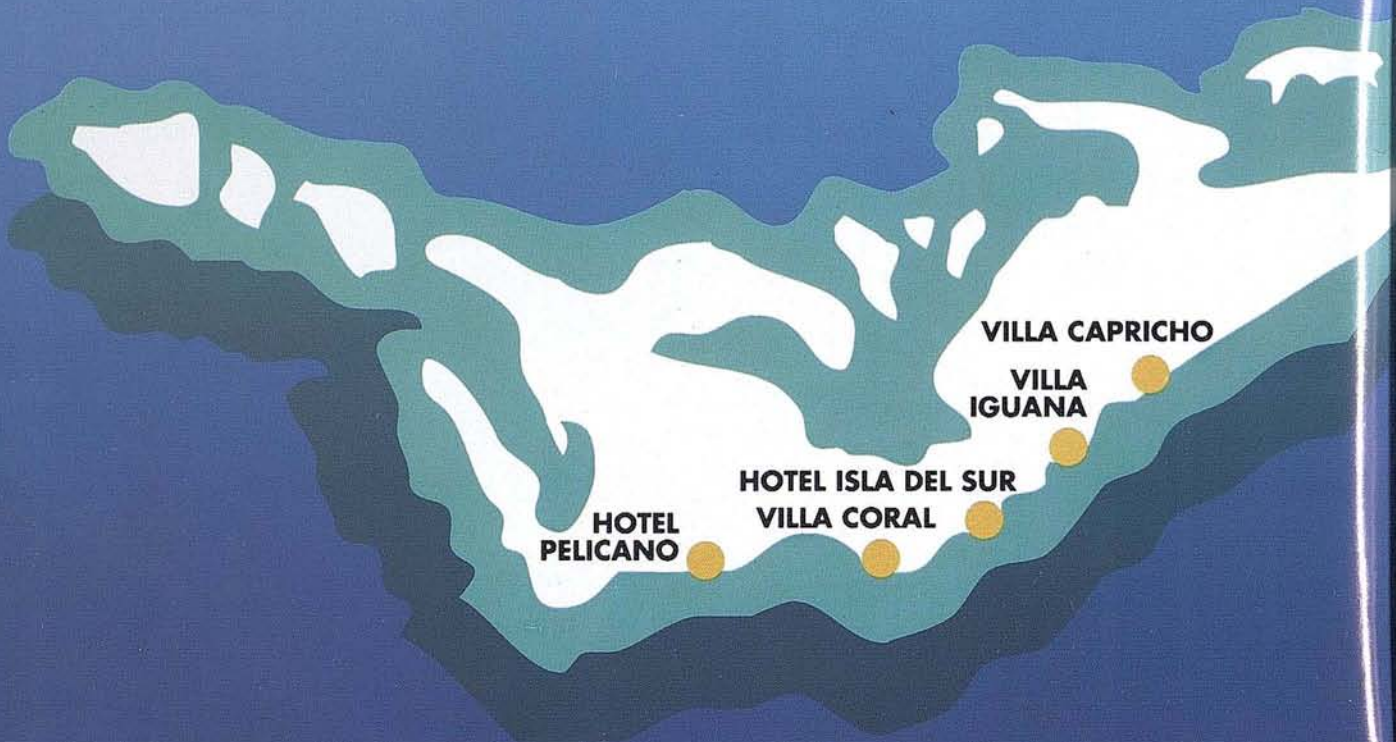 VILLA CAPRICHO
VILLA
IGUANA
HOTEL ISLA DEL SUR
VILLA CORAL
HOTEL
PELICANO